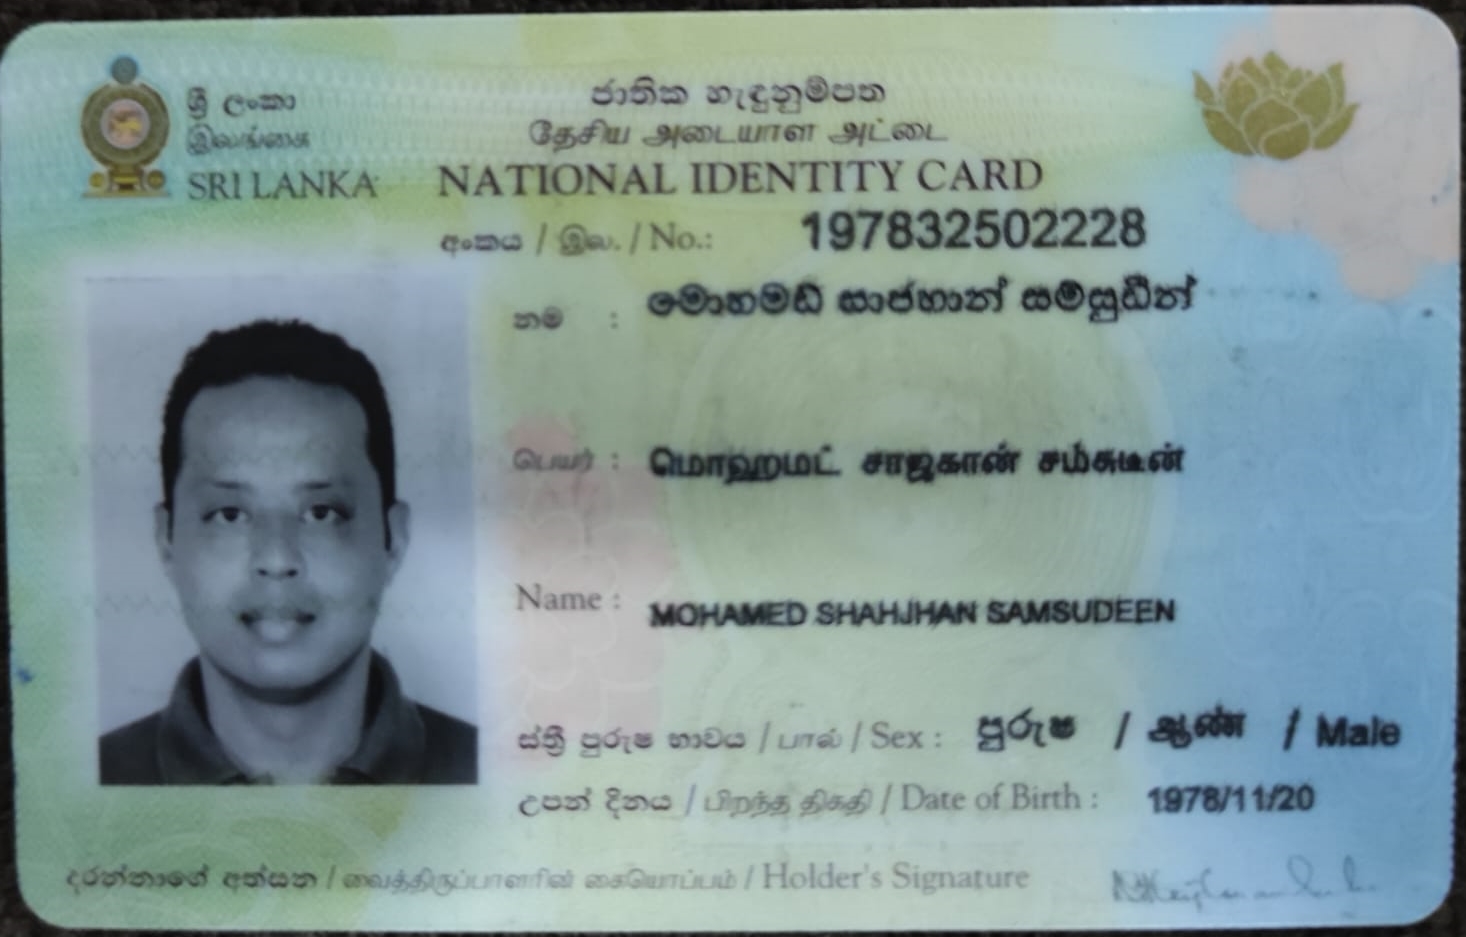 ශ්‍රී ලංකා
இலங்கை
SRI LANKA
ජාතික හැඳුනුම්පත
தேசிய அடையாள அட்டை
NATIONAL IDENTITY CARD
අංකය / இல. / No.: 197832502228
නම : මොහමඩ් සාජහාන් සම්සුඩීන්
பெயர் : மொஹமட் சாஜகான் சம்சுடீன்
Name : MOHAMED SHAHJHAN SAMSUDEEN
ස්ත්‍රී පුරුෂ භාවය / பால் / Sex : පුරුෂ / ஆண் / Male
උපන් දිනය / பிறந்த திகதி / Date of Birth : 1978/11/20
දරන්නාගේ අත්සන / வைத்திருப்பாளரின் கையொப்பம் / Holder's Signature